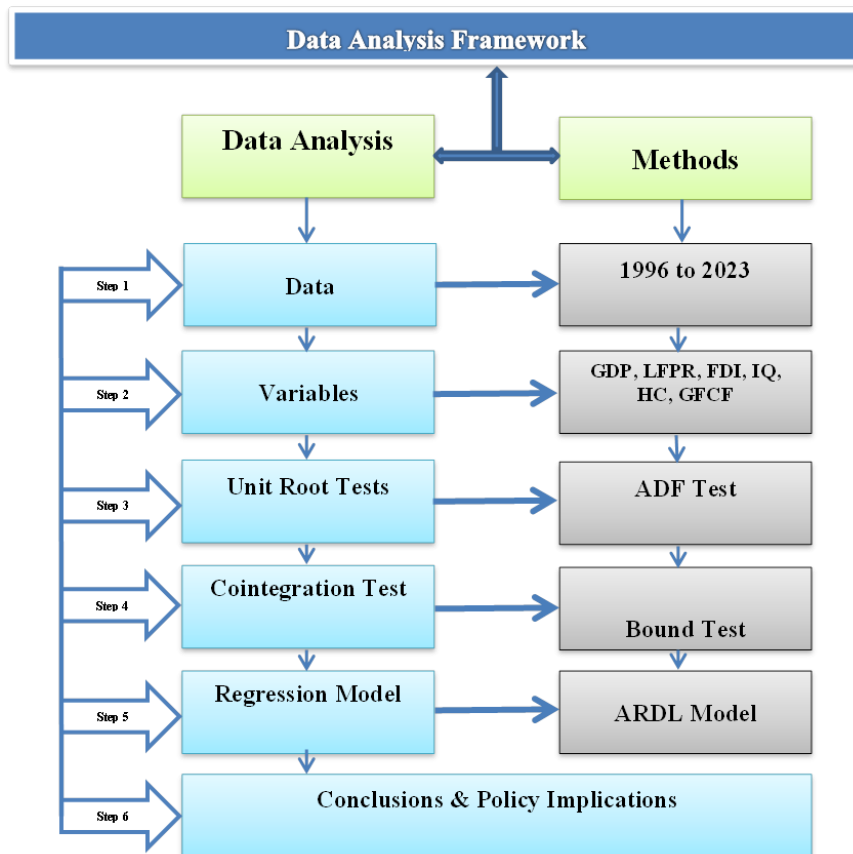 Data Analysis Framework
Data Analysis
Methods
Step 1
Data
1996 to 2023
Step 2
Variables
GDP, LFPR, FDI, IQ,
HC, GFCF
Step 3
Unit Root Tests
ADF Test
Step 4
Cointegration Test
Bound Test
Step 5
Regression Model
ARDL Model
Step 6
Conclusions & Policy Implications